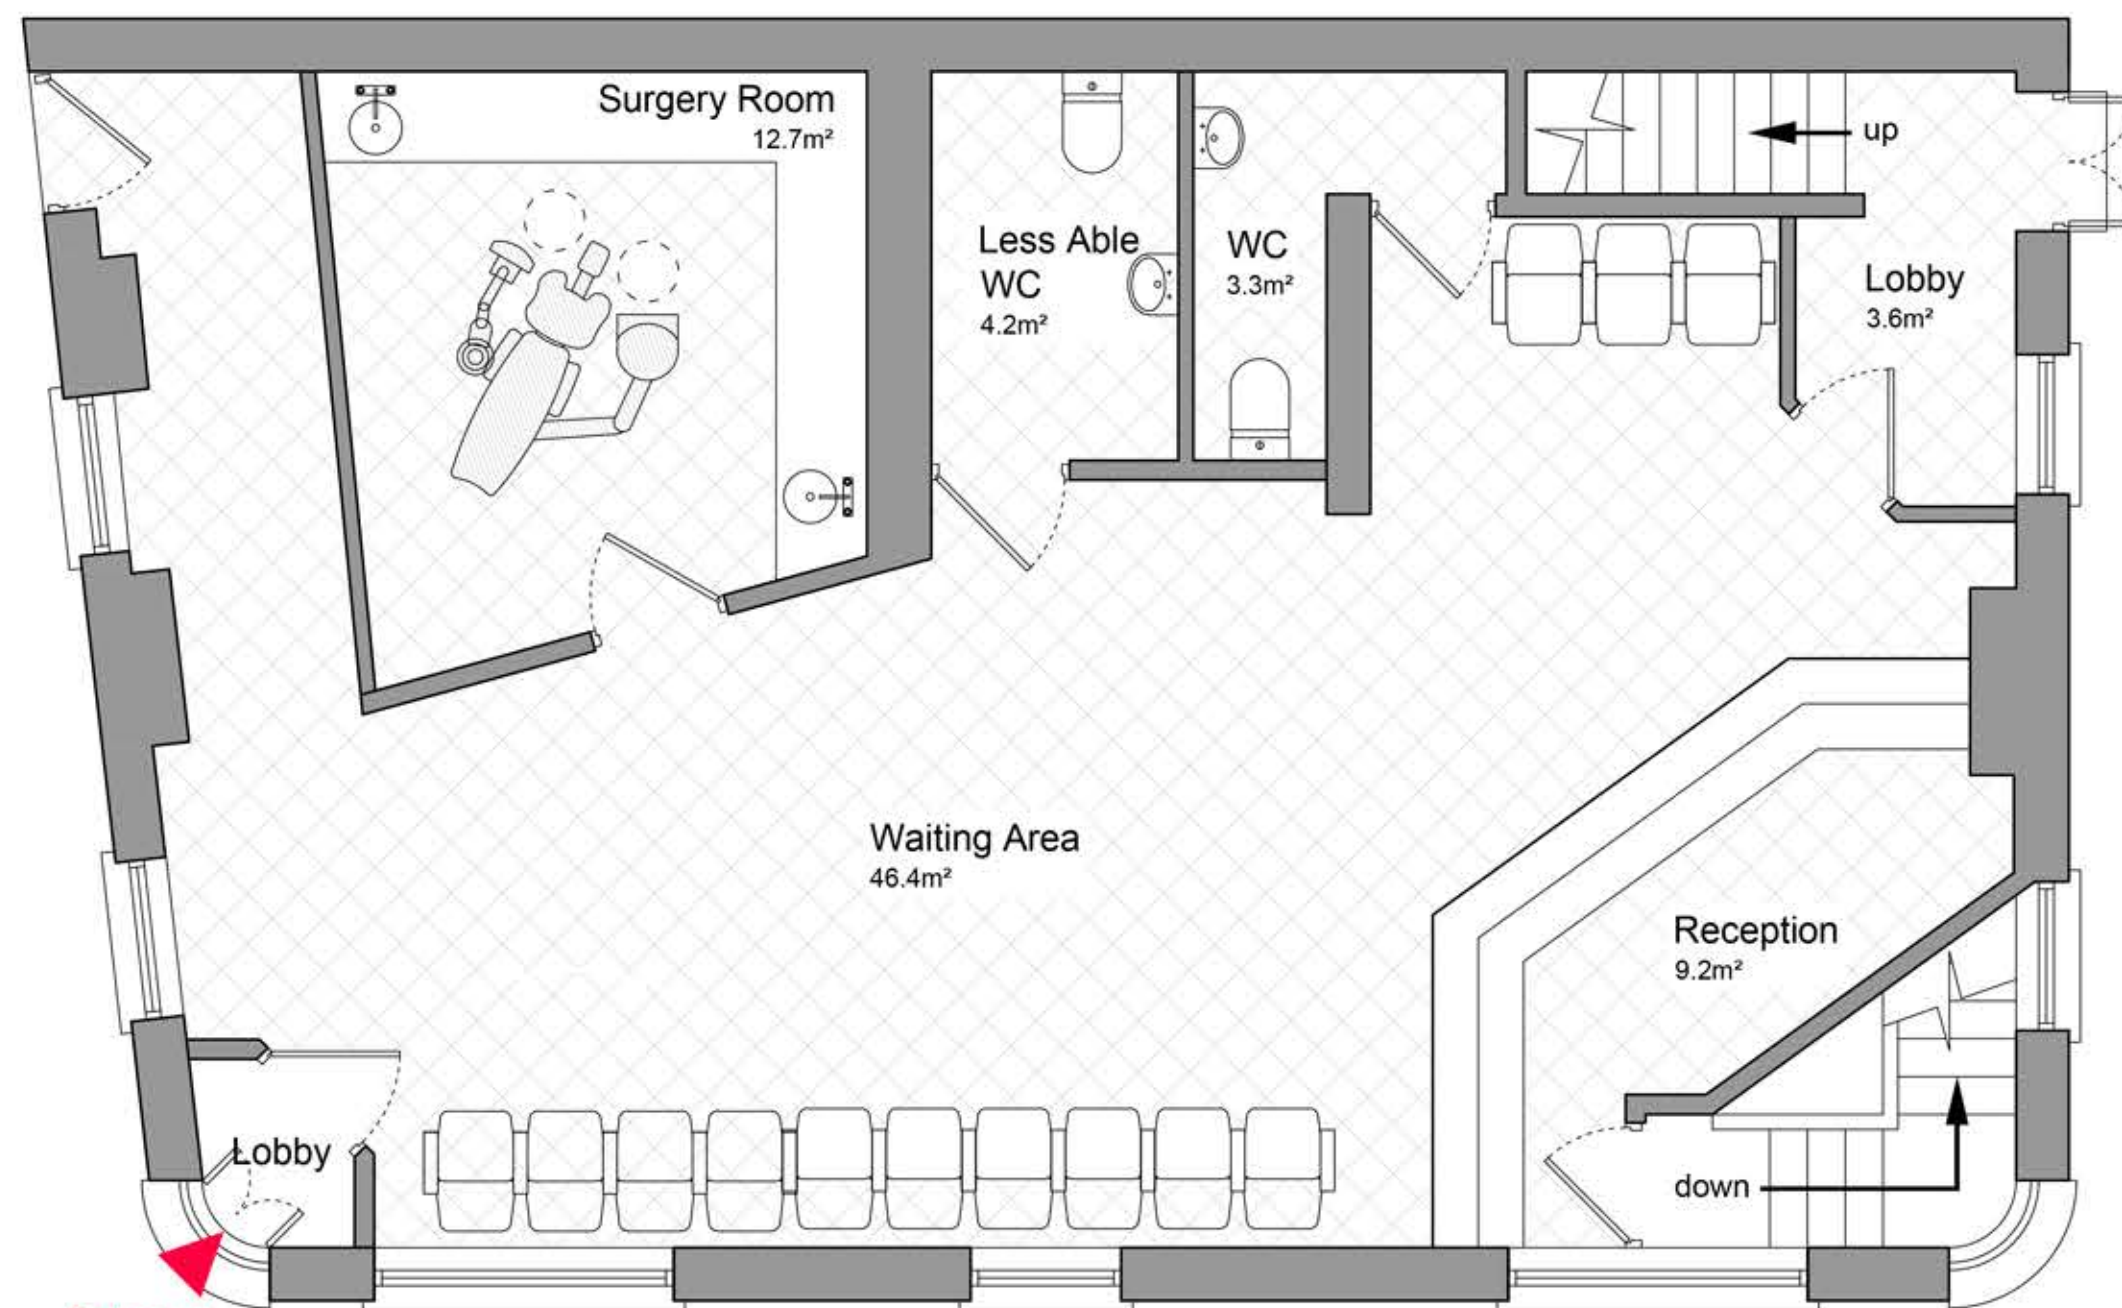 Surgery Room
12.7m²
up
Less Able
WC
4.2m²
WC
3.3m²
Lobby
3.6m²
Waiting Area
46.4m²
Reception
9.2m²
Lobby
down